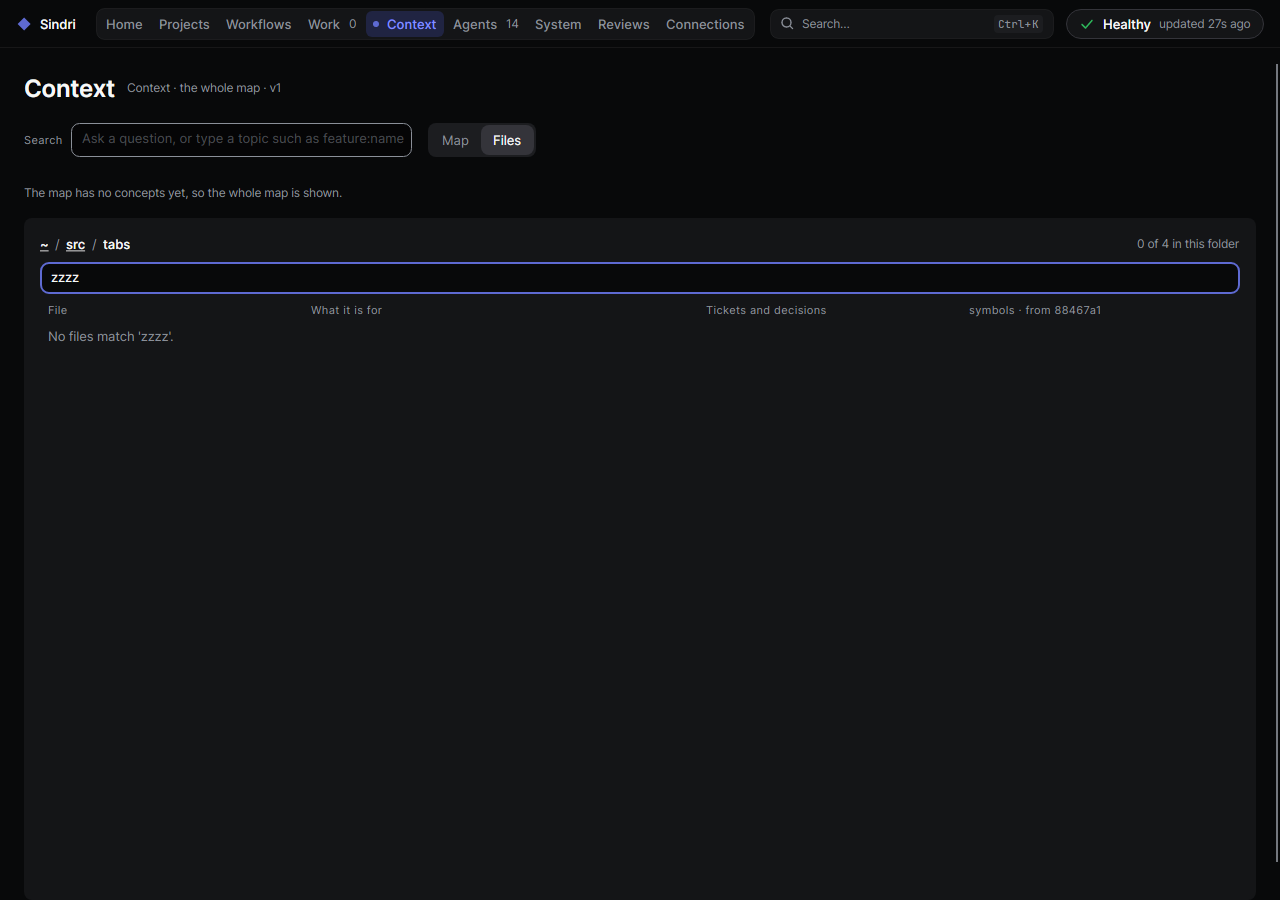 Sindri Home Projects Workflows Work 0 Context Agents 14 System Reviews Connections Search... Ctrl+K Healthy updated 27s ago
Context Context · the whole map · v1
Search Ask a question, or type a topic such as feature:name Map Files
The map has no concepts yet, so the whole map is shown.
~ / src / tabs 0 of 4 in this folder
zzzz
File What it is for Tickets and decisions symbols · from 88467a1
No files match 'zzzz'.